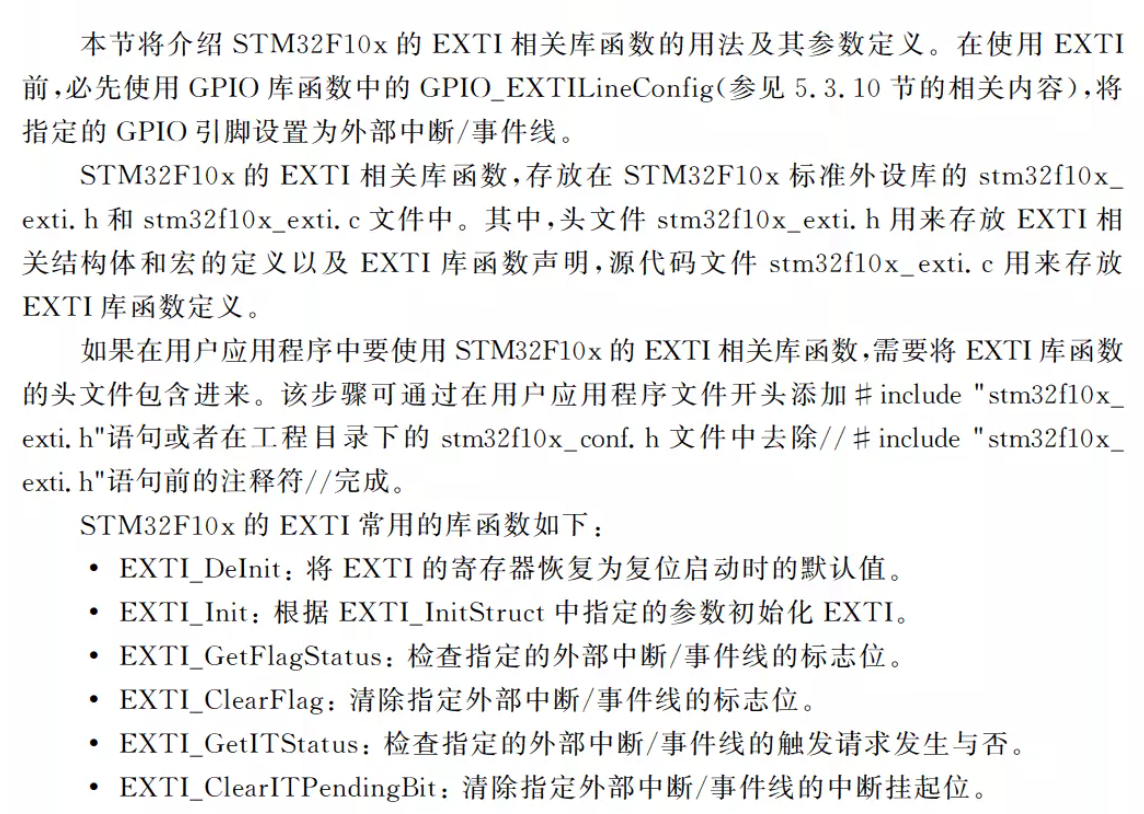 本节将介绍 STM32F10x 的 EXTI 相关库函数的用法及其参数定义。在使用 EXTI
前,必先使用 GPIO 库函数中的 GPIO_EXTILineConfig(参见 5.3.10 节的相关内容),将
指定的 GPIO 引脚设置为外部中断/事件线。
STM32F10x 的 EXTI 相关库函数,存放在 STM32F10x 标准外设库的 stm32f10x_
exti.h 和 stm32f10x_exti.c 文件中。其中,头文件 stm32f10x_exti.h 用来存放 EXTI 相
关结构体和宏的定义以及 EXTI 库函数声明,源代码文件 stm32f10x_exti.c 用来存放
EXTI 库函数定义。
如果在用户应用程序中要使用 STM32F10x 的 EXTI 相关库函数,需要将 EXTI 库函数
的头文件包含进来。该步骤可通过在用户应用程序文件开头添加 #include "stm32f10x_
exti.h"语句或者在工程目录下的 stm32f10x_conf.h 文件中去除//#include "stm32f10x_
exti.h"语句前的注释符//完成。
STM32F10x 的 EXTI 常用的库函数如下:
• EXTI_DeInit: 将 EXTI 的寄存器恢复为复位启动时的默认值。
• EXTI_Init: 根据 EXTI_InitStruct 中指定的参数初始化 EXTI。
• EXTI_GetFlagStatus: 检查指定的外部中断/事件线的标志位。
• EXTI_ClearFlag: 清除指定外部中断/事件线的标志位。
• EXTI_GetITStatus: 检查指定的外部中断/事件线的触发请求发生与否。
• EXTI_ClearITPendingBit: 清除指定外部中断/事件线的中断挂起位。